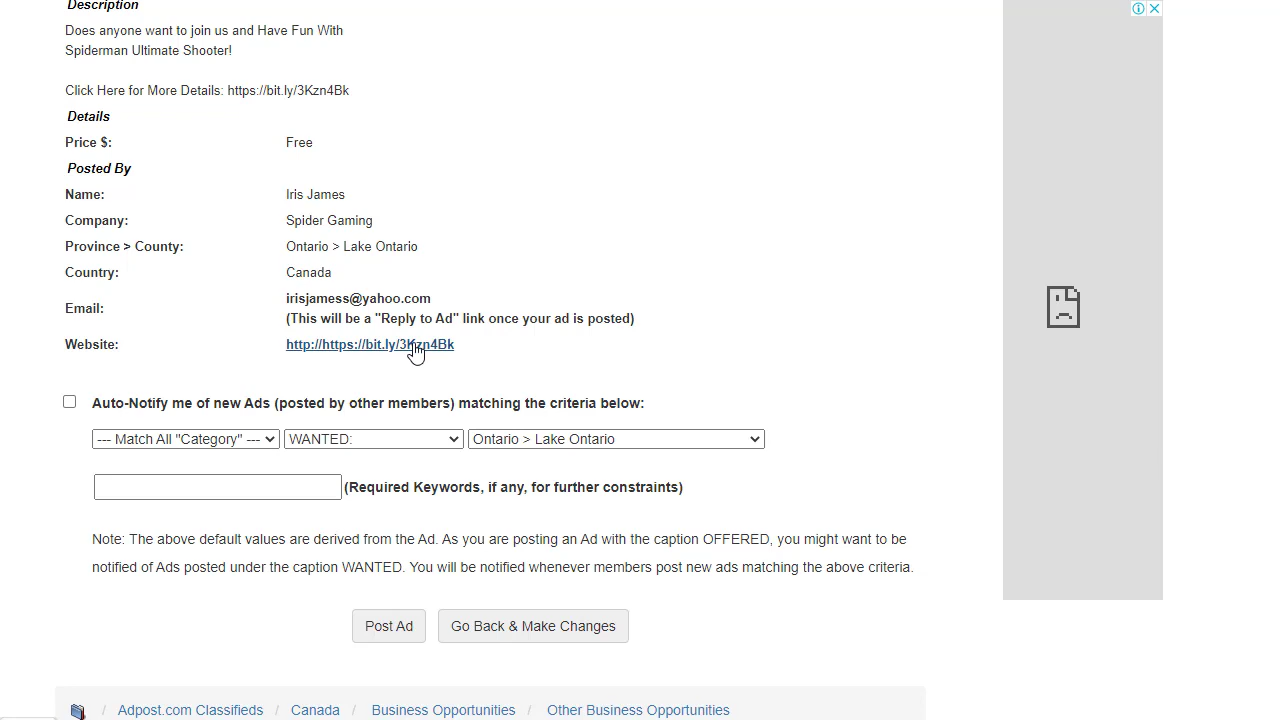 Description
Does anyone want to join us and Have Fun With
Spiderman Ultimate Shooter!
Click Here for More Details: https://bit.ly/3Kzn4Bk
Details
Price $: Free
Posted By
Name: Iris James
Company: Spider Gaming
Province > County: Ontario > Lake Ontario
Country: Canada
Email: irisjamess@yahoo.com
(This will be a "Reply to Ad" link once your ad is posted)
Website: http://https://bit.ly/3Kzn4Bk
Auto-Notify me of new Ads (posted by other members) matching the criteria below:
--- Match All "Category" --- WANTED: Ontario > Lake Ontario
(Required Keywords, if any, for further constraints)
Note: The above default values are derived from the Ad. As you are posting an Ad with the caption OFFERED, you might want to be
notified of Ads posted under the caption WANTED. You will be notified whenever members post new ads matching the above criteria.
Post Ad Go Back & Make Changes
/ Adpost.com Classifieds / Canada / Business Opportunities / Other Business Opportunities